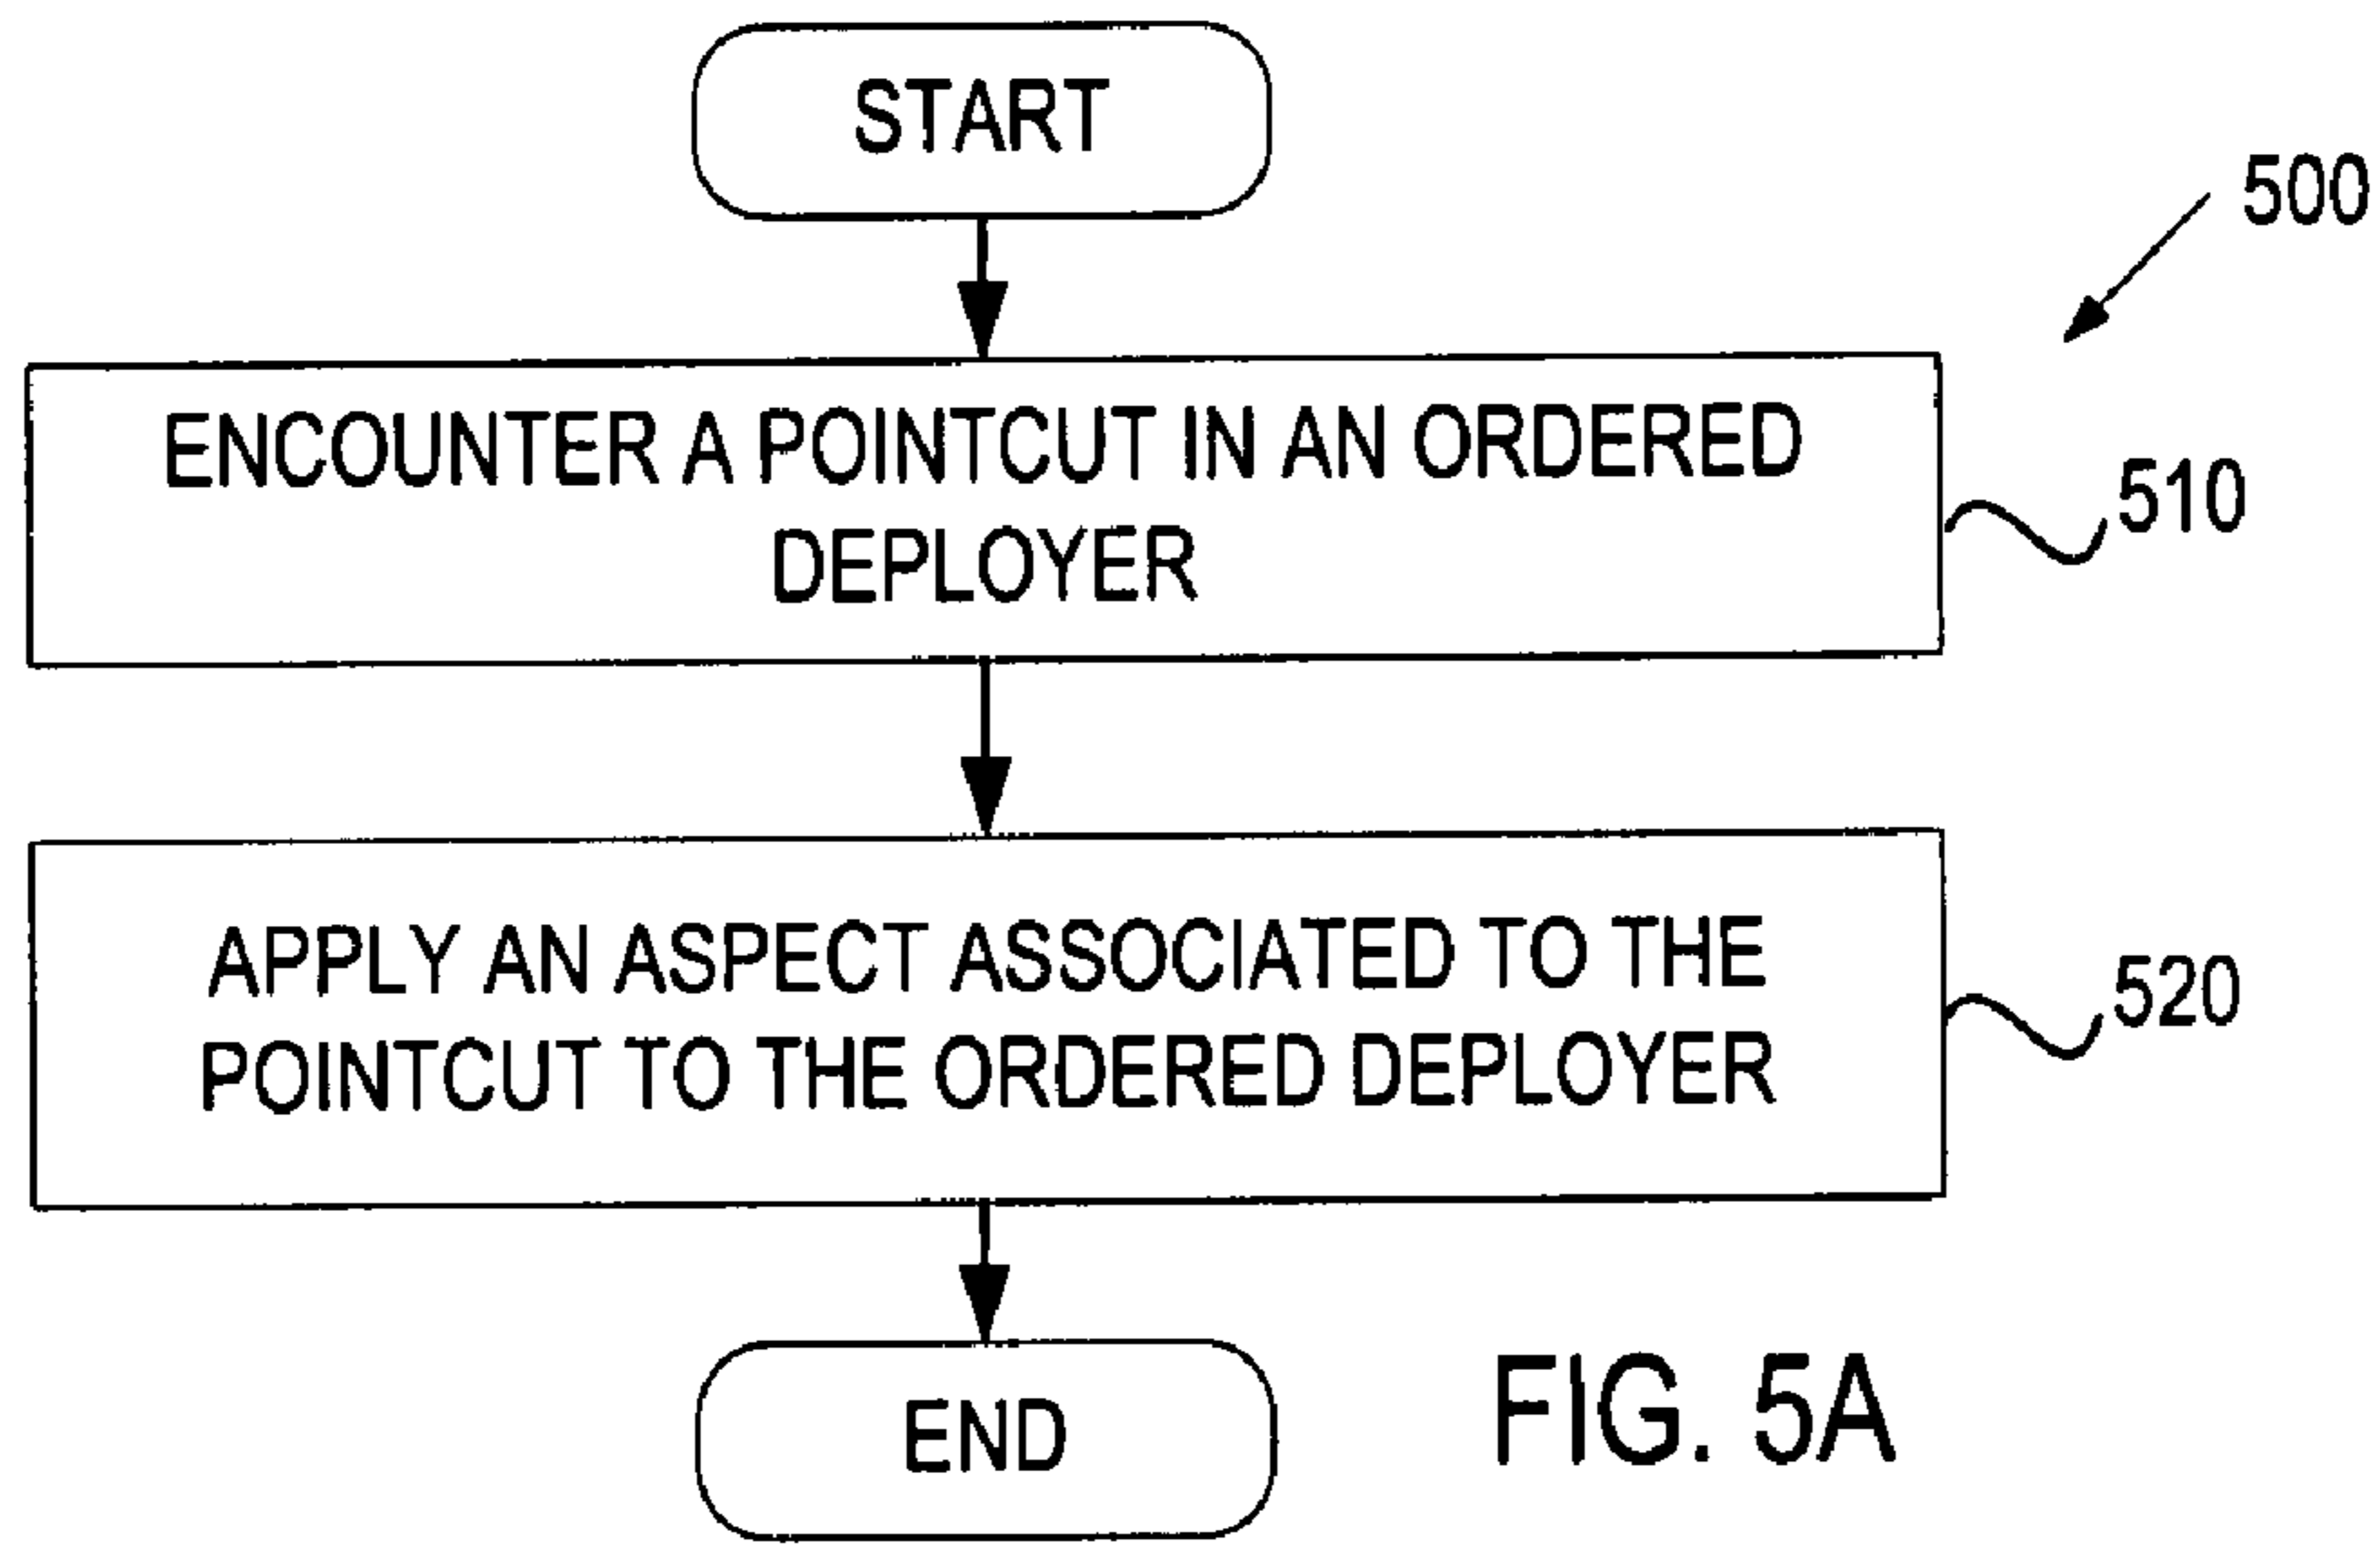 START
500
ENCOUNTER A POINTCUT IN AN ORDERED
DEPLOYER
510
APPLY AN ASPECT ASSOCIATED TO THE
POINTCUT TO THE ORDERED DEPLOYER
520
END
FIG. 5A